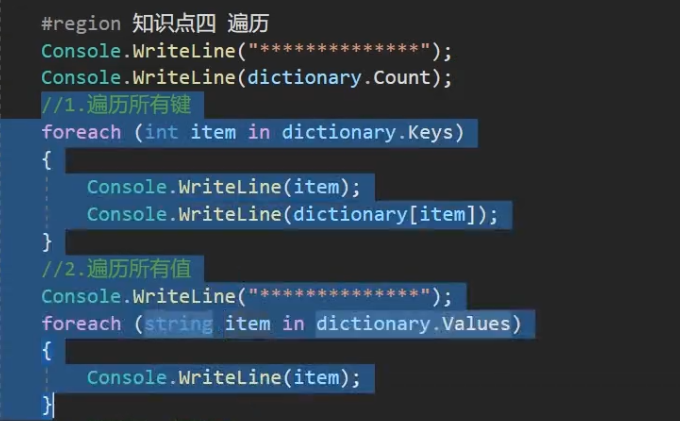 #region 知识点四 遍历
Console.WriteLine("**************");
Console.WriteLine(dictionary.Count);
//1.遍历所有键
foreach (int item in dictionary.Keys)
{
Console.WriteLine(item);
Console.WriteLine(dictionary[item]);
}
//2.遍历所有值
Console.WriteLine("**************");
foreach (string item in dictionary.Values)
{
Console.WriteLine(item);
}